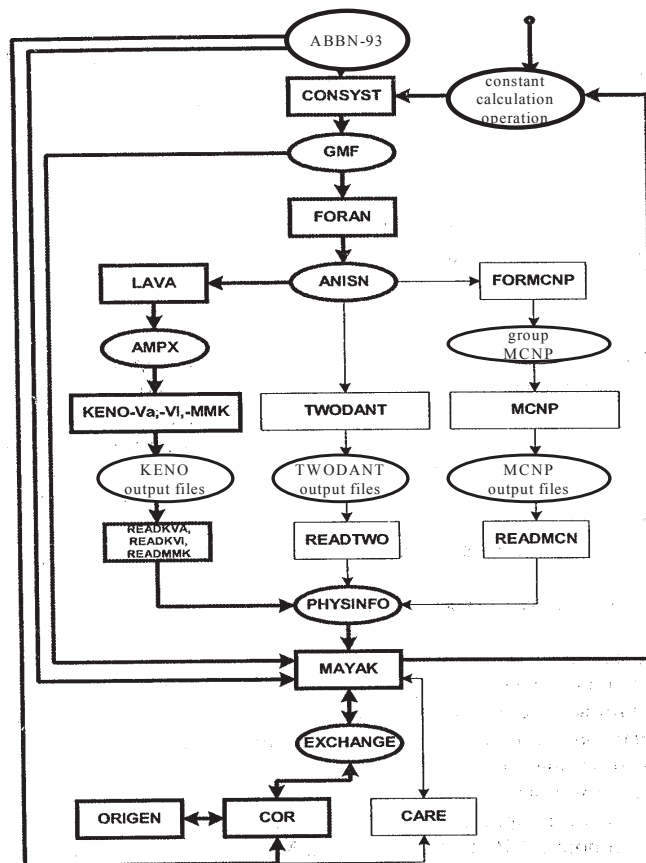 ABBN-93
CONSYST
constant
calculation
operation
GMF
FORAN
LAVA
ANISN
FORMCNP
AMPX
group
MCNP
KENO-Va,-VI,-MMK
TWODANT
MCNP
KENO
output files
TWODANT
output files
MCNP
output files
READKVA,
READKVI,
READMMK
READTWO
READMCN
PHYSINFO
MAYAK
EXCHANGE
ORIGEN
COR
CARE